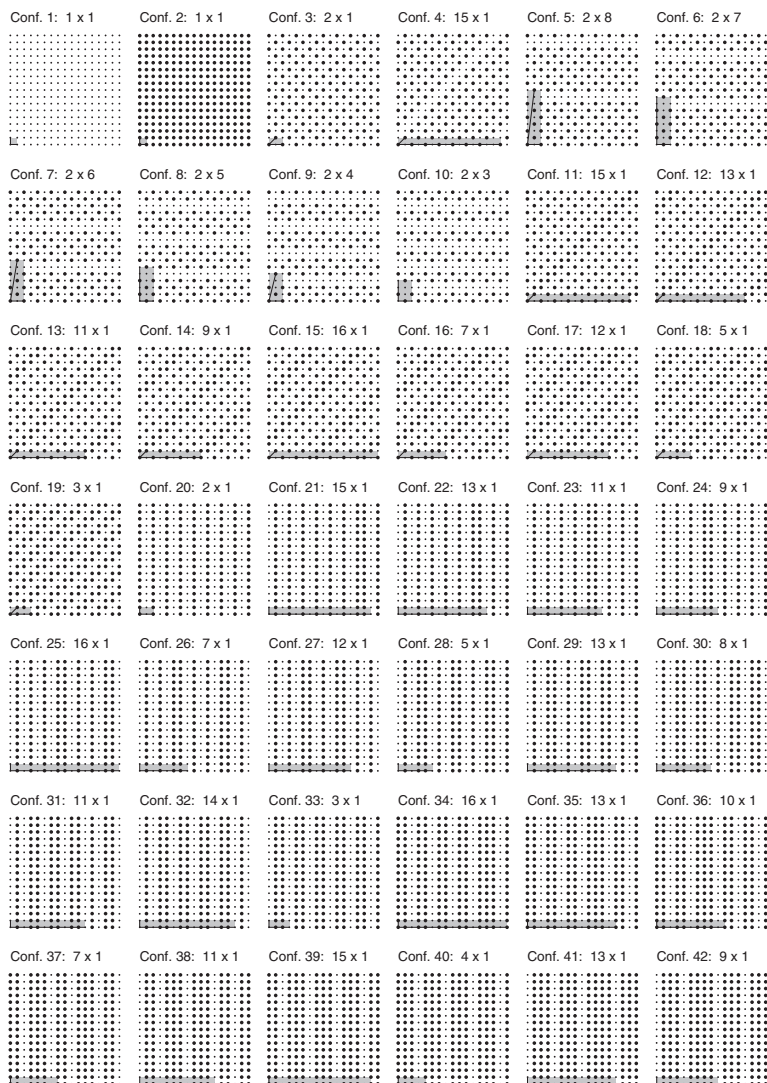 Conf. 1: 1 x 1 Conf. 2: 1 x 1 Conf. 3: 2 x 1 Conf. 4: 15 x 1 Conf. 5: 2 x 8 Conf. 6: 2 x 7
Conf. 7: 2 x 6 Conf. 8: 2 x 5 Conf. 9: 2 x 4 Conf. 10: 2 x 3 Conf. 11: 15 x 1 Conf. 12: 13 x 1
Conf. 13: 11 x 1 Conf. 14: 9 x 1 Conf. 15: 16 x 1 Conf. 16: 7 x 1 Conf. 17: 12 x 1 Conf. 18: 5 x 1
Conf. 19: 3 x 1 Conf. 20: 2 x 1 Conf. 21: 15 x 1 Conf. 22: 13 x 1 Conf. 23: 11 x 1 Conf. 24: 9 x 1
Conf. 25: 16 x 1 Conf. 26: 7 x 1 Conf. 27: 12 x 1 Conf. 28: 5 x 1 Conf. 29: 13 x 1 Conf. 30: 8 x 1
Conf. 31: 11 x 1 Conf. 32: 14 x 1 Conf. 33: 3 x 1 Conf. 34: 16 x 1 Conf. 35: 13 x 1 Conf. 36: 10 x 1
Conf. 37: 7 x 1 Conf. 38: 11 x 1 Conf. 39: 15 x 1 Conf. 40: 4 x 1 Conf. 41: 13 x 1 Conf. 42: 9 x 1